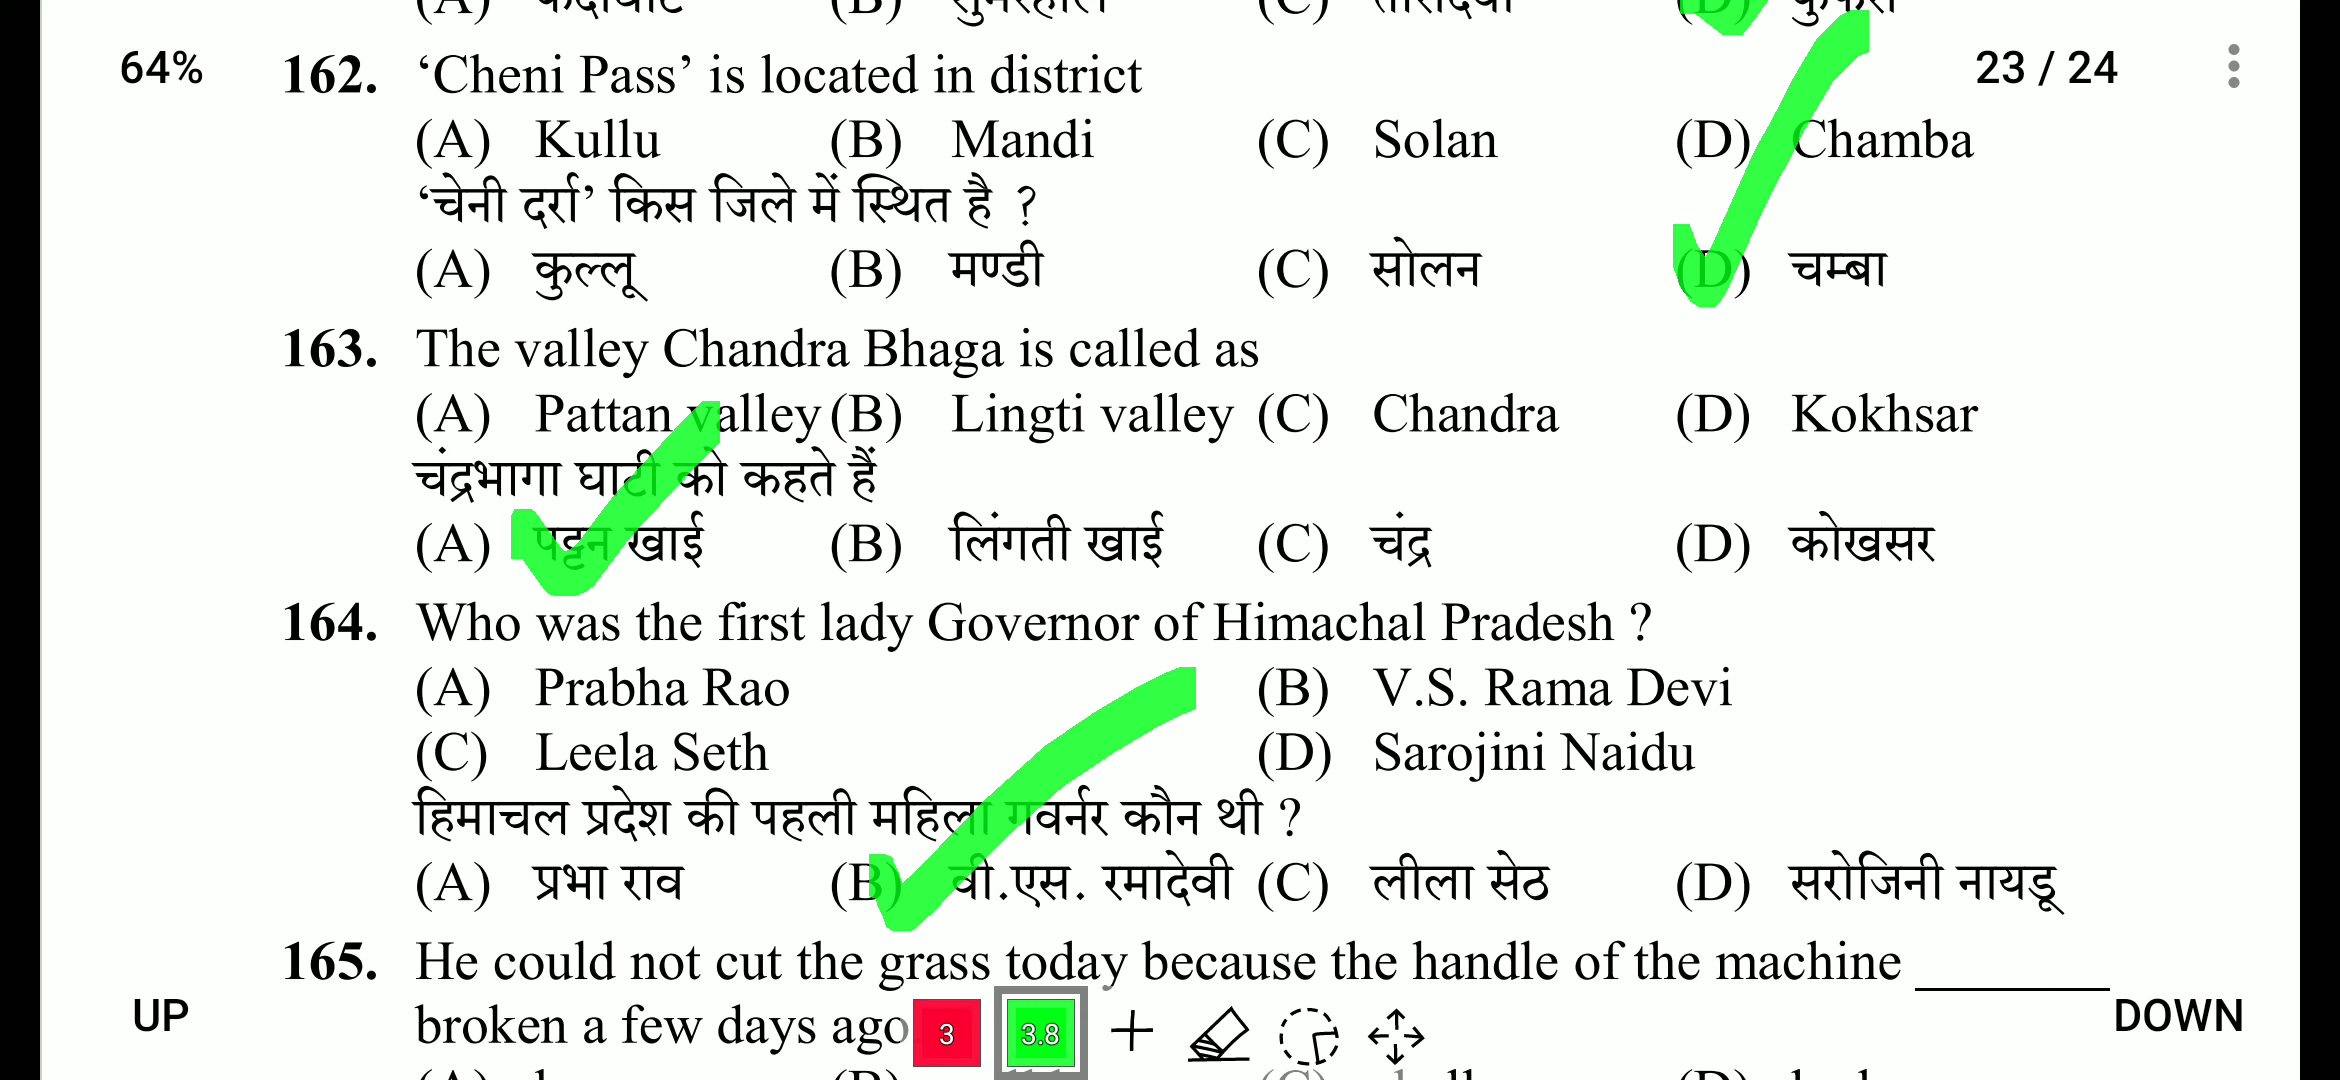 64%
23 / 24
162. ‘Cheni Pass’ is located in district
(A) Kullu (B) Mandi (C) Solan (D) Chamba
‘चेनी दर्रा’ किस जिले में स्थित है ?
(A) कुल्लू (B) मण्डी (C) सोलन (D) चम्बा
163. The valley Chandra Bhaga is called as
(A) Pattan valley (B) Lingti valley (C) Chandra (D) Kokhsar
चंद्रभागा घाटी को कहते हैं
(A) पट्टन खाई (B) लिंगती खाई (C) चंद्र (D) कोखसर
164. Who was the first lady Governor of Himachal Pradesh ?
(A) Prabha Rao (B) V.S. Rama Devi
(C) Leela Seth (D) Sarojini Naidu
हिमाचल प्रदेश की पहली महिला गवर्नर कौन थी ?
(A) प्रभा राव (B) वी.एस. रमादेवी (C) लीला सेठ (D) सरोजिनी नायडू
165. He could not cut the grass today because the handle of the machine ________
broken a few days ago
UP
3
3.8
DOWN